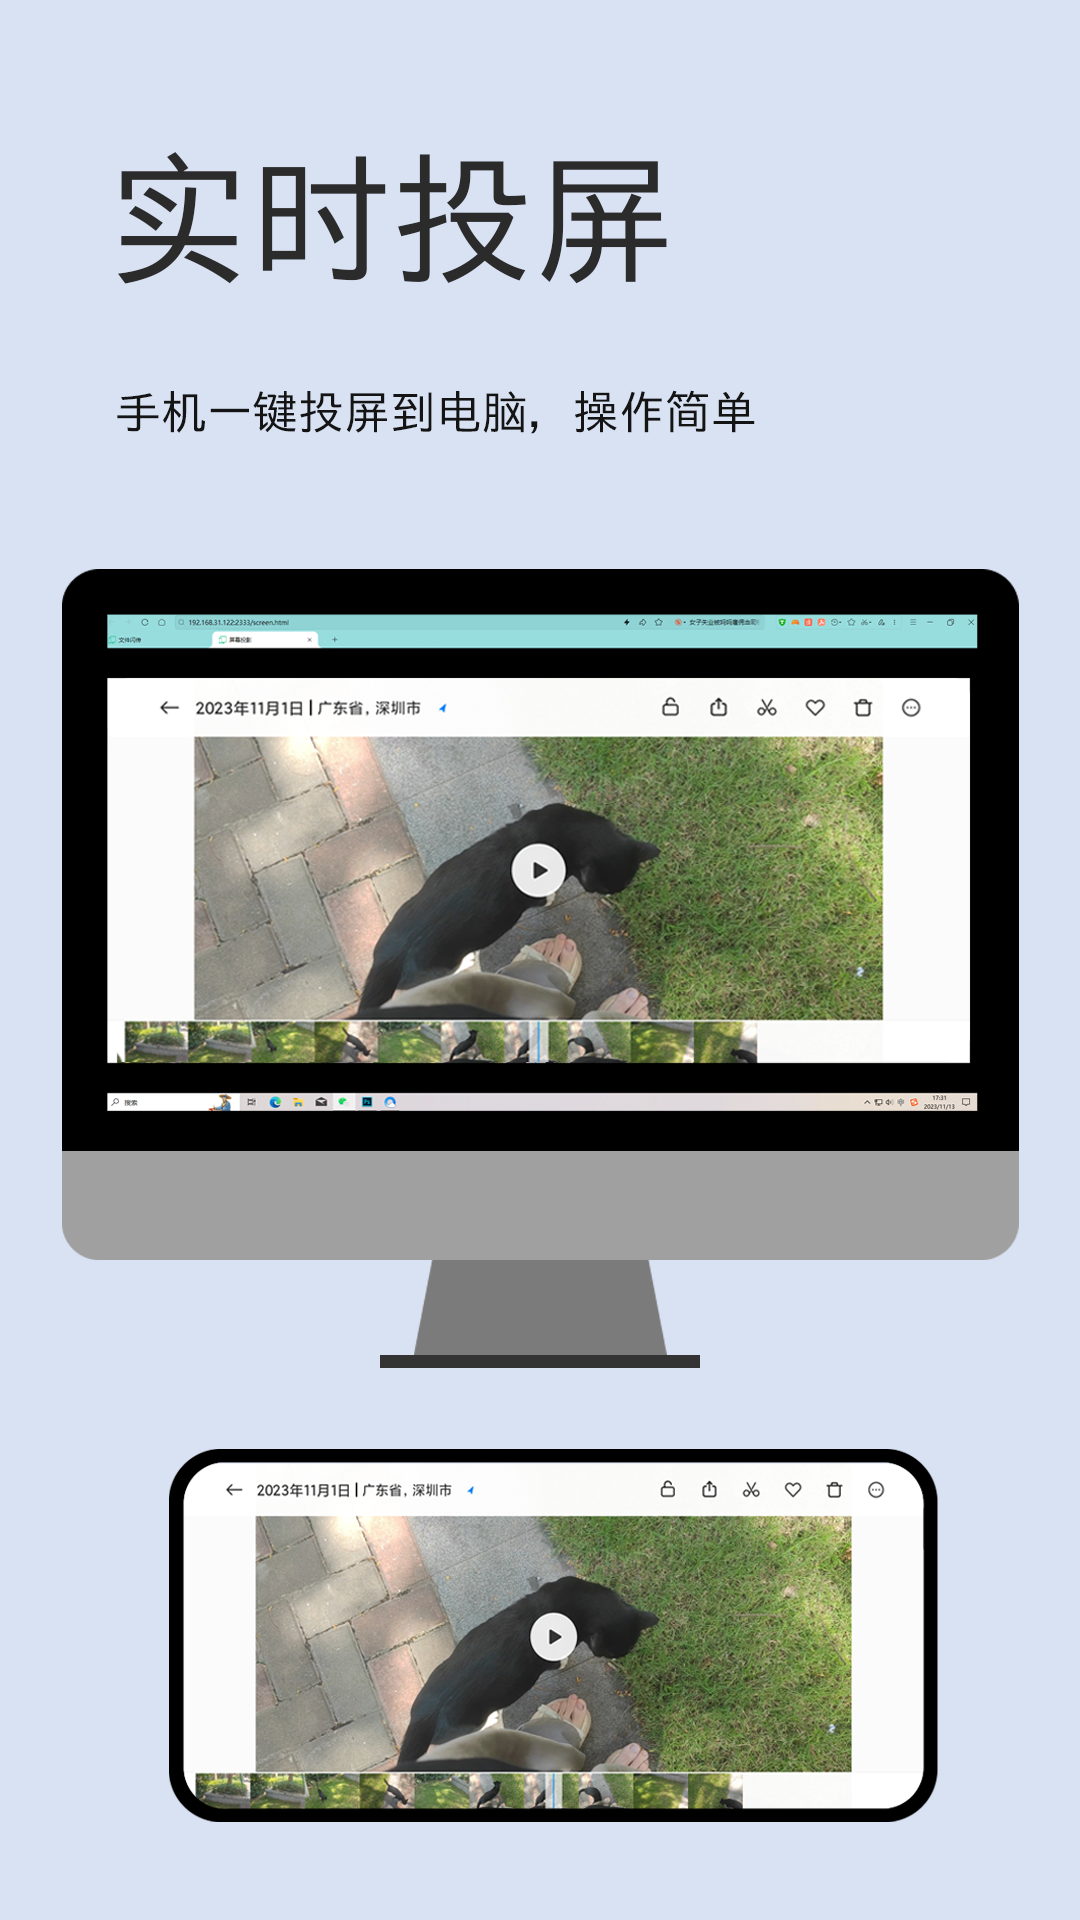 实时投屏
手机一键投屏到电脑，操作简单
192.168.31.122:2333/screen.html
文件闪传
屏幕投影
2023年11月1日 | 广东省, 深圳市
搜索
17:31
2023/11/13
2023年11月1日 | 广东省, 深圳市